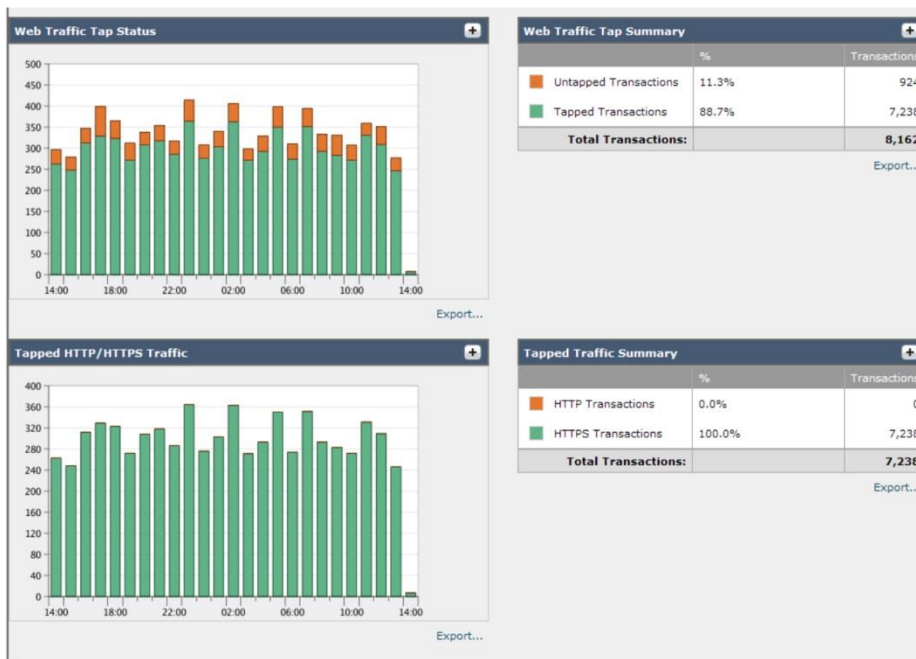 Web Traffic Tap Status
500
450
400
350
300
250
200
150
100
50
0
14:00 18:00 22:00 02:00 06:00 10:00 14:00
Export...
Web Traffic Tap Summary
% Transactions
Untapped Transactions 11.3% 924
Tapped Transactions 88.7% 7,238
Total Transactions: 8,162
Export...
Tapped HTTP/HTTPS Traffic
400
360
320
280
240
200
160
120
80
40
0
14:00 18:00 22:00 02:00 06:00 10:00 14:00
Export...
Tapped Traffic Summary
% Transactions
HTTP Transactions 0.0% 0
HTTPS Transactions 100.0% 7,238
Total Transactions: 7,238
Export...